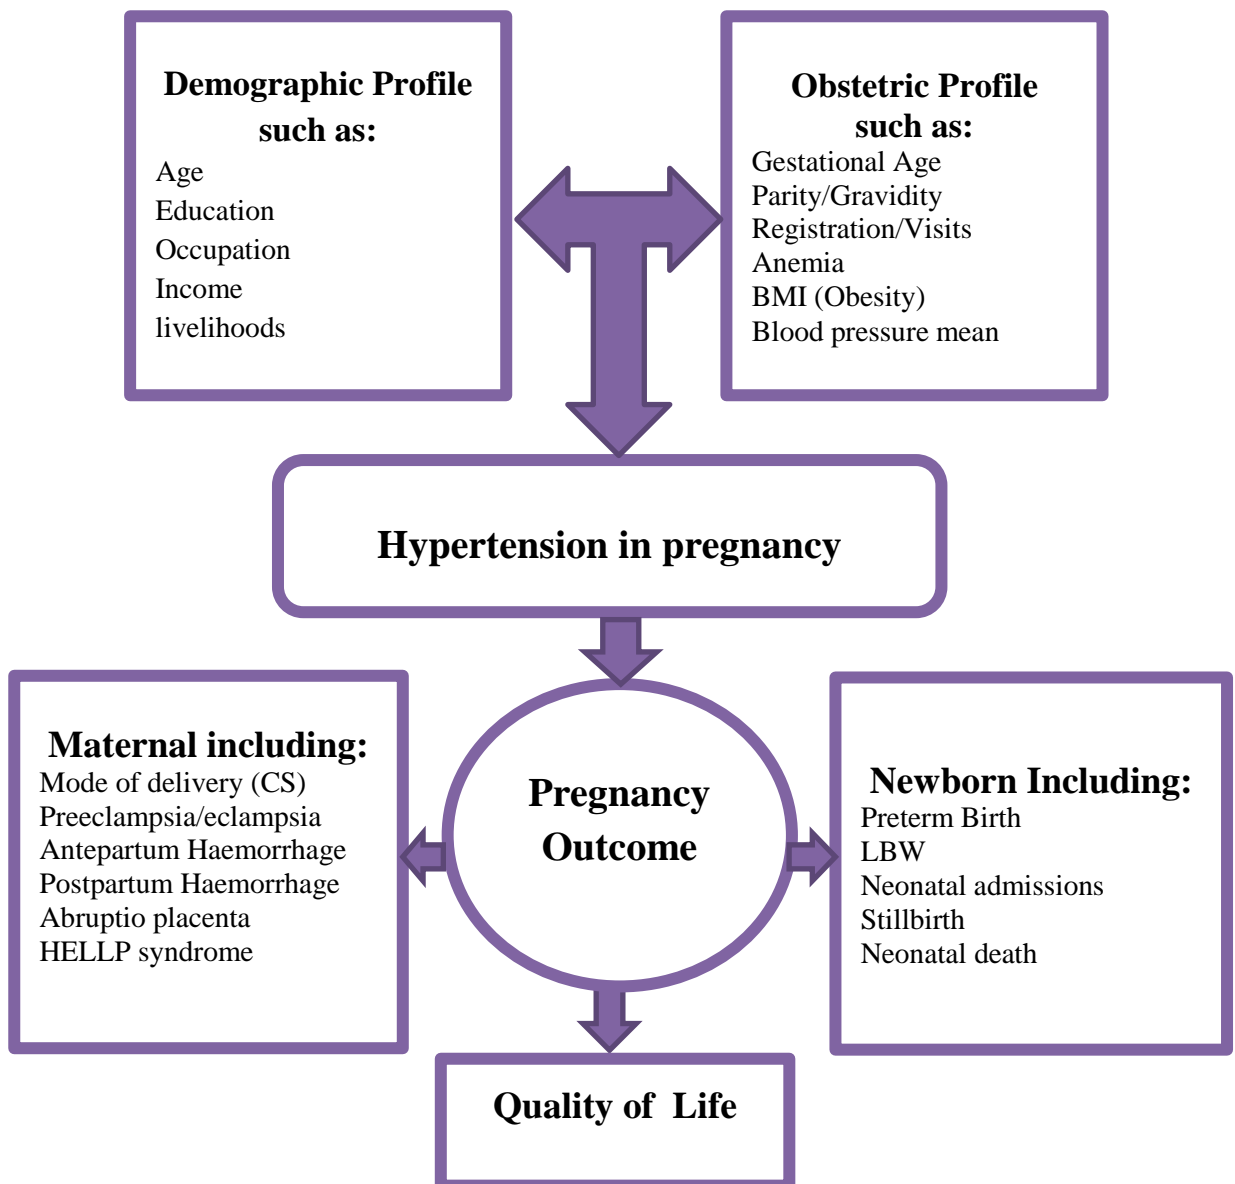 Demographic Profile
such as:
Age
Education
Occupation
Income
livelihoods
Obstetric Profile
such as:
Gestational Age
Parity/Gravidity
Registration/Visits
Anemia
BMI (Obesity)
Blood pressure mean
Hypertension in pregnancy
Maternal including:
Mode of delivery (CS)
Preeclampsia/eclampsia
Antepartum Haemorrhage
Postpartum Haemorrhage
Abruptio placenta
HELLP syndrome
Pregnancy
Outcome
Newborn Including:
Preterm Birth
LBW
Neonatal admissions
Stillbirth
Neonatal death
Quality of Life